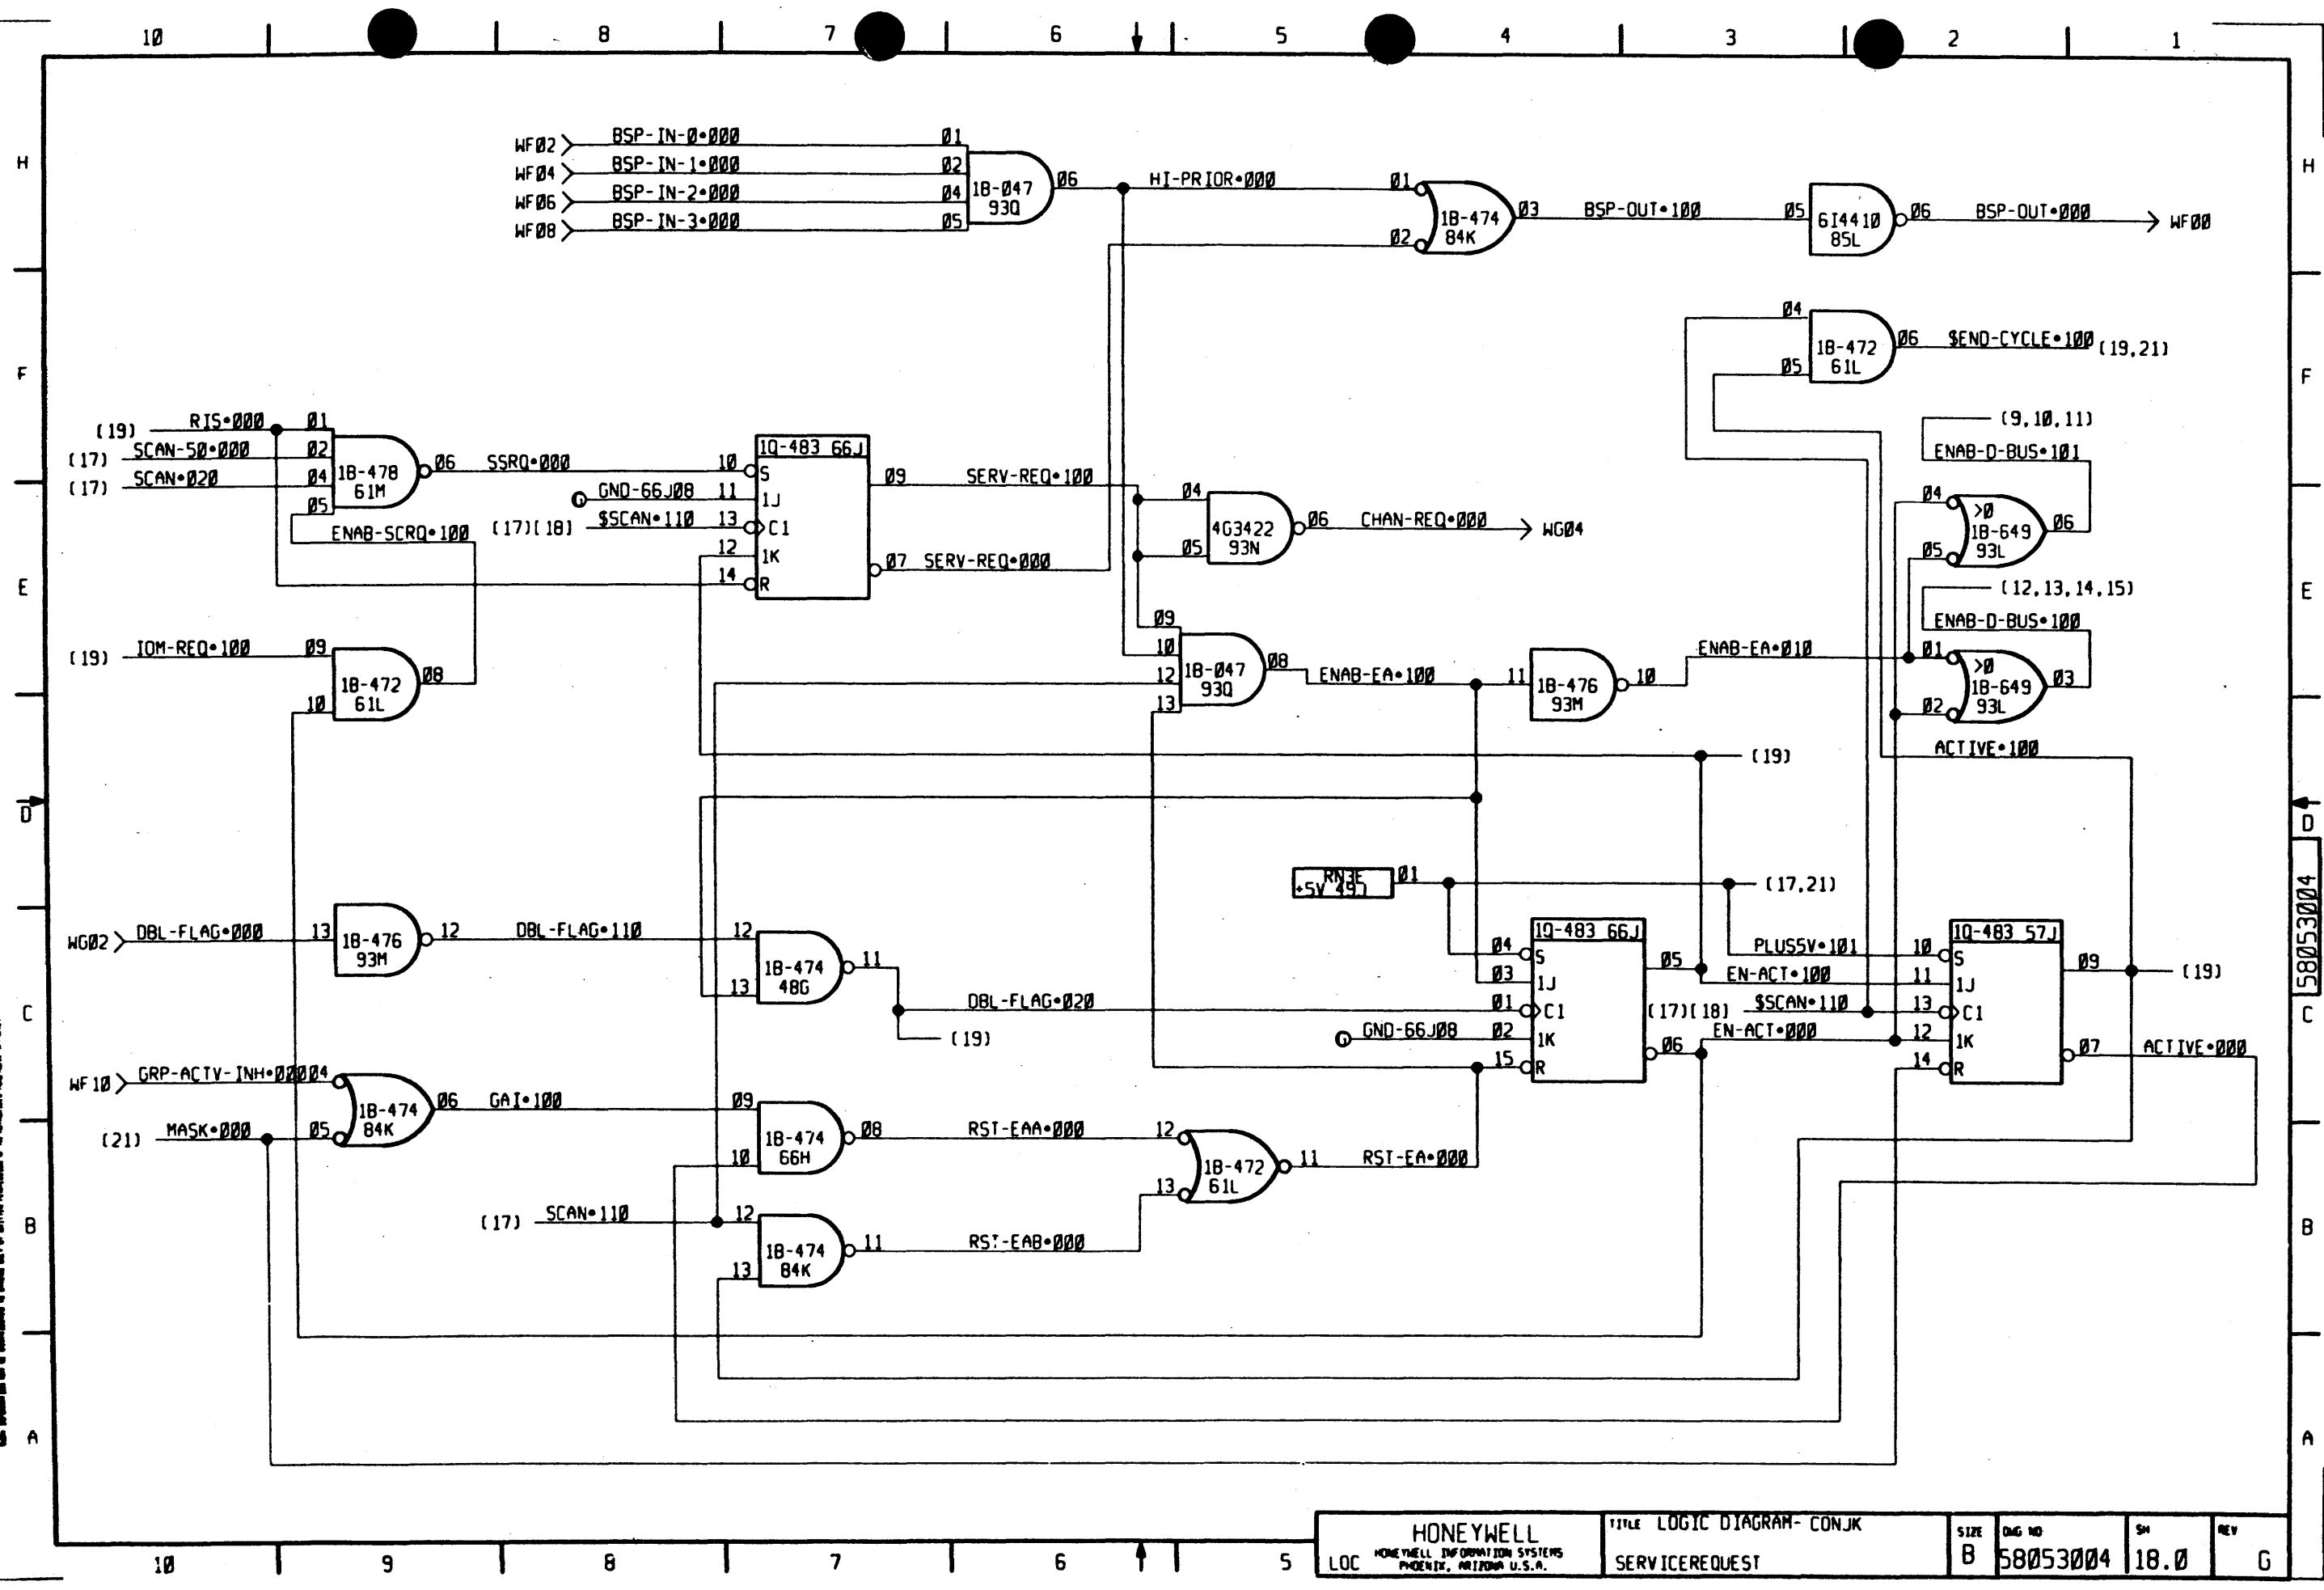 10 8 7 6 5 4 3 2 1
H H
WF02 BSP-IN-0•000 01
WF04 BSP-IN-1•000 02
WF06 BSP-IN-2•000 04
WF08 BSP-IN-3•000 05
1B-047
93Q
06 HI-PRIOR•000 01
02
1B-474
84K
03 BSP-OUT•100 05
6I4410
85L
06 BSP-OUT•000 WF00
F F
04
05
1B-472
61L
06 $END-CYCLE•100 (19,21)
(19) RIS•000 01
(17) SCAN-50•000 02
(17) SCAN•020 04
05
1B-478
61M
06 SSRQ•000 10
ENAB-SCRQ•100
GND-66J08 11
(17)(18) $SCAN•110 13
12
14
1Q-483 66J
S
1J
C1
1K
R
09 SERV-REQ•100
07 SERV-REQ•000
04
05
4G3422
93N
06 CHAN-REQ•000 WG04
(9,10,11)
ENAB-D-BUS•101
04
05
>0
1B-649
93L
06
E E
(12,13,14,15)
ENAB-D-BUS•100
(19) IOM-REQ•100 09
10
1B-472
61L
08
09
10
12
13
1B-047
93Q
08 ENAB-EA•100 11
1B-476
93M
10 ENAB-EA•010 01
02
>0
1B-649
93L
03
(19)
ACTIVE•100
D D
RN3E
+5V 49J
01
(17,21)
WG02 DBL-FLAG•000 13
1B-476
93M
12 DBL-FLAG•110 12
13
1B-474
48G
11
DBL-FLAG•020
(19)
1Q-483 66J
04 S
03 1J
01 C1
GND-66J08 02 1K
15 R
05
06
1Q-483 57J
PLUS5V•101 10 S
EN-ACT•100 11 1J
(17)(18) $SCAN•110 13 C1
EN-ACT•000 12 1K
14 R
09 (19)
07 ACTIVE•000
C C
58053004
WF10 GRP-ACTV-INH•00004
(21) MASK•000 05
1B-474
84K
06 GAI•100 09
10
1B-474
66H
08 RST-EAA•000 12
13
1B-472
61L
11 RST-EA•000
(17) SCAN•110 12
13
1B-474
84K
11 RST-EAB•000
B B
A A
10 9 8 7 6 5
LOC
HONEYWELL
HONEYWELL INFORMATION SYSTEMS
PHOENIX, ARIZONA U.S.A.
TITLE LOGIC DIAGRAM- CONJK
SERVICEREQUEST
SIZE
B
DWG NO
58053004
SH
18.0
REV
G